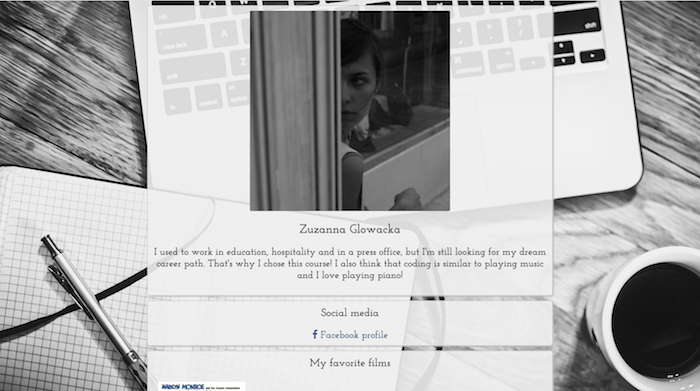 Zuzanna Glowacka
I used to work in education, hospitality and in a press office, but I'm still looking for my dream
career path. That's why I chose this course! I also think that coding is similar to playing music
and I love playing piano!
Social media
Facebook profile
My favorite films
MARILYN MONROE